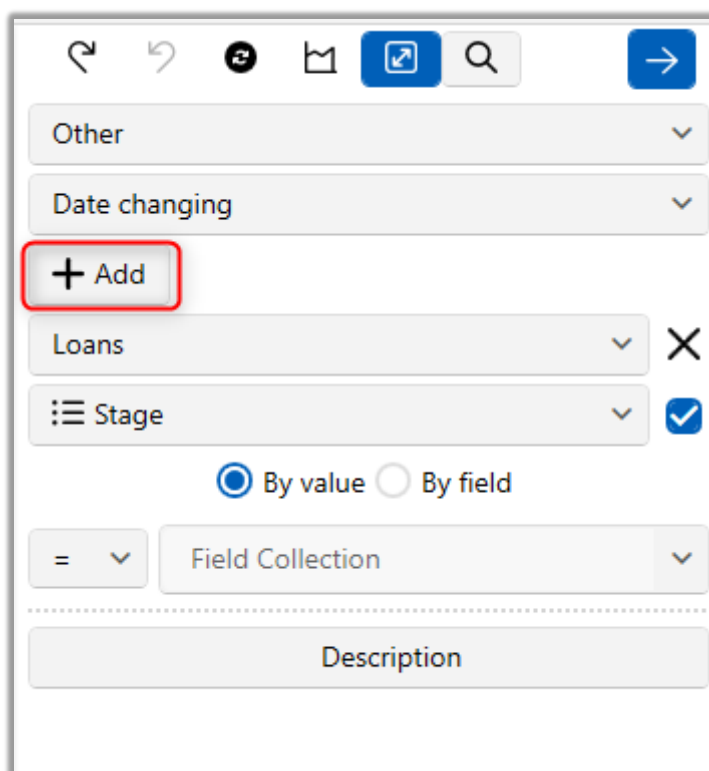 Other
Date changing
Add
Loans
Stage
By value By field
= Field Collection
Description